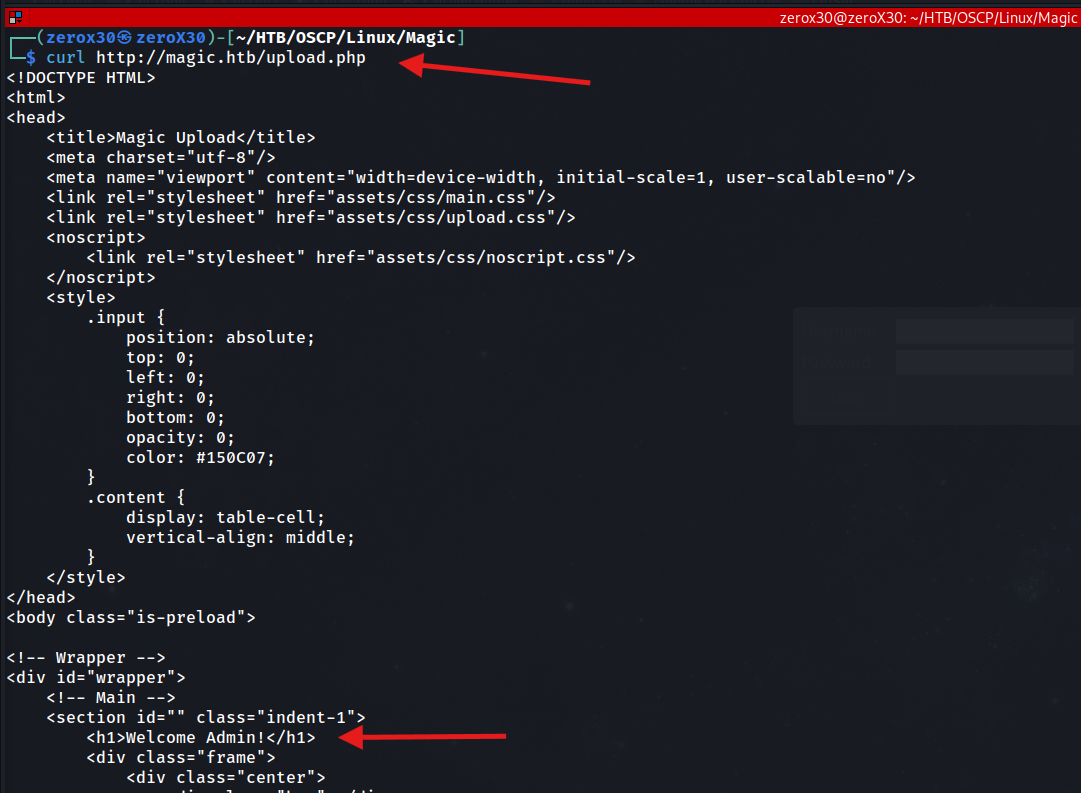 zerox30@zeroX30: ~/HTB/OSCP/Linux/Magic
┌──(zerox30㉿zeroX30)-[~/HTB/OSCP/Linux/Magic]
└─$ curl http://magic.htb/upload.php
<!DOCTYPE HTML>
<html>
<head>
    <title>Magic Upload</title>
    <meta charset="utf-8"/>
    <meta name="viewport" content="width=device-width, initial-scale=1, user-scalable=no"/>
    <link rel="stylesheet" href="assets/css/main.css"/>
    <link rel="stylesheet" href="assets/css/upload.css"/>
    <noscript>
        <link rel="stylesheet" href="assets/css/noscript.css"/>
    </noscript>
    <style>
        .input {
            position: absolute;
            top: 0;
            left: 0;
            right: 0;
            bottom: 0;
            opacity: 0;
            color: #150C07;
        }
        .content {
            display: table-cell;
            vertical-align: middle;
        }
    </style>
</head>
<body class="is-preload">
<!-- Wrapper -->
<div id="wrapper">
    <!-- Main -->
    <section id="" class="indent-1">
        <h1>Welcome Admin!</h1>
        <div class="frame">
            <div class="center">